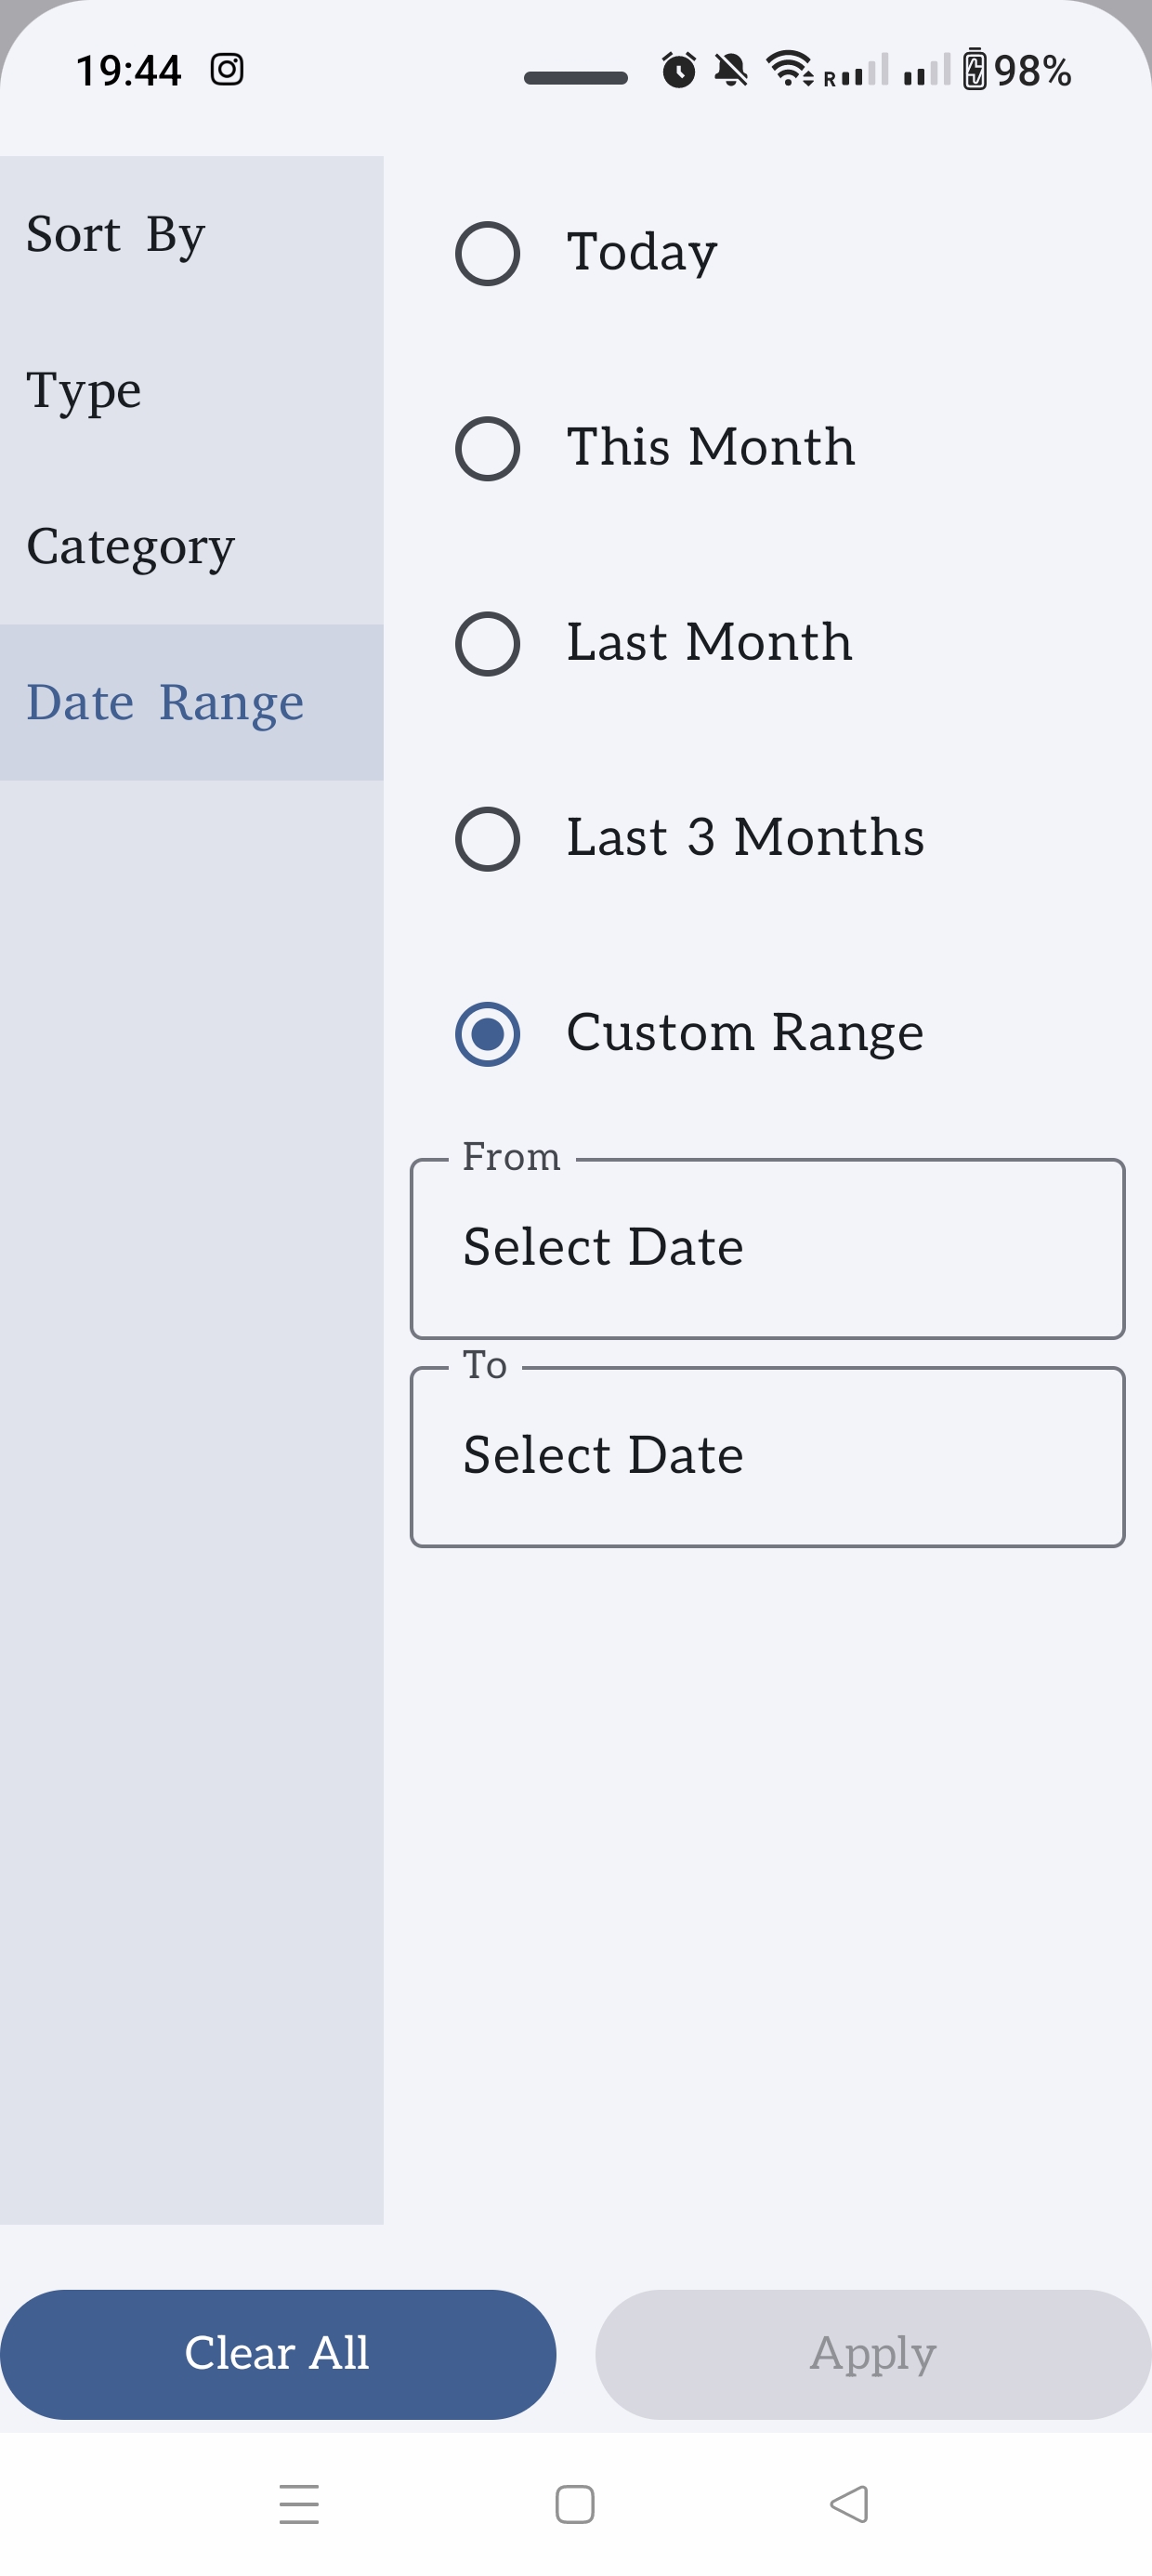 19:44
R
98%
Sort By
Type
Category
Date Range
Today
This Month
Last Month
Last 3 Months
Custom Range
From
Select Date
To
Select Date
Clear All
Apply